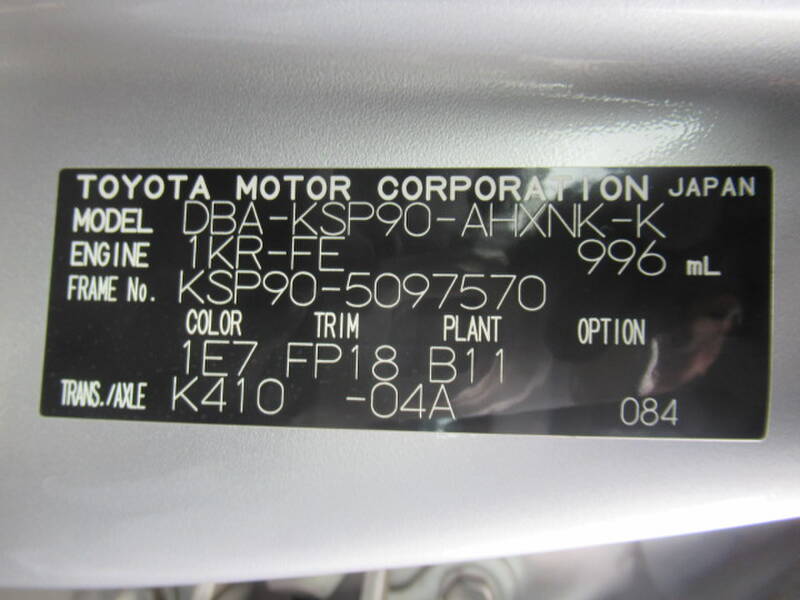 TOYOTA MOTOR CORPORATION JAPAN
MODEL DBA-KSP90-AHXNK-K
ENGINE 1KR-FE 996 mL
FRAME No. KSP90-5097570
COLOR TRIM PLANT OPTION
1E7 FP18 B11
TRANS./AXLE K410 -04A 084